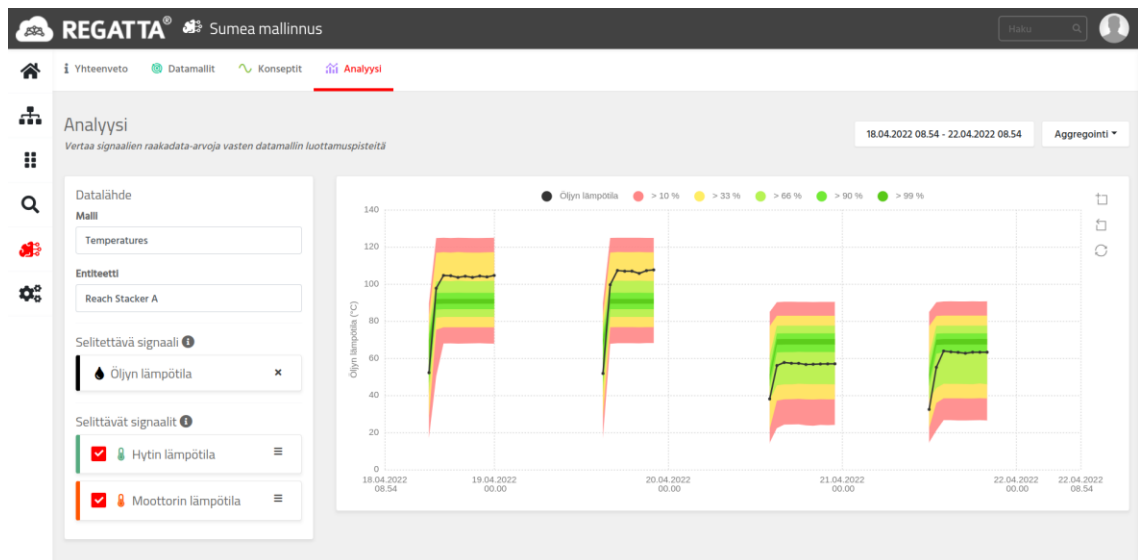 REGATTA® Sumea mallinnus
Haku
Yhteenveto Datamallit Konseptit Analyysi
Analyysi
Vertaa signaalien raakadata-arvoja vasten datamallin luottamuspisteitä
18.04.2022 08.54 - 22.04.2022 08.54
Aggregointi
Datalähde
Malli
Temperatures
Entiteetti
Reach Stacker A
Selitettävä signaali
Öljyn lämpötila
Selittävät signaalit
Hytin lämpötila
Moottorin lämpötila
Öljyn lämpötila > 10 % > 33 % > 66 % > 90 % > 99 %
Öljyn lämpötila (°C)
140
120
100
80
60
40
20
0
18.04.2022 19.04.2022 20.04.2022 21.04.2022 22.04.2022 22.04.2022
08.54 00.00 00.00 00.00 00.00 08.54